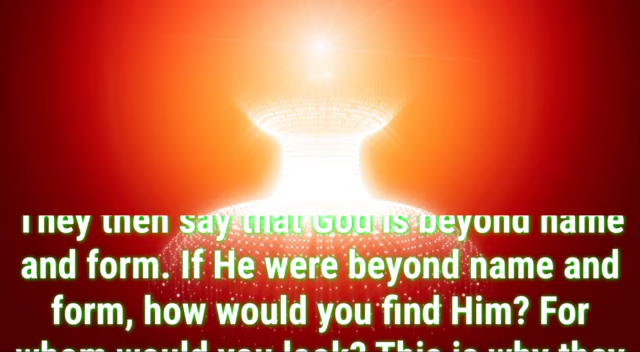 They then say that God is beyond name
and form. If He were beyond name and
form, how would you find Him? For
whom would you look? This is why they